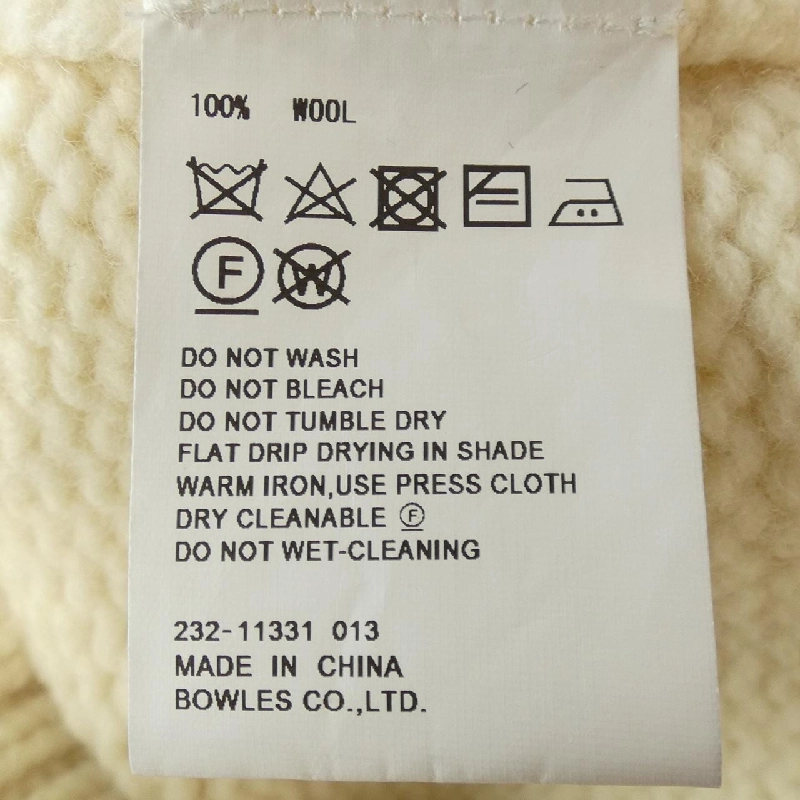 100% WOOL
F W
DO NOT WASH
DO NOT BLEACH
DO NOT TUMBLE DRY
FLAT DRIP DRYING IN SHADE
WARM IRON,USE PRESS CLOTH
DRY CLEANABLE Ⓕ
DO NOT WET-CLEANING
232-11331 013
MADE IN CHINA
BOWLES CO.,LTD.